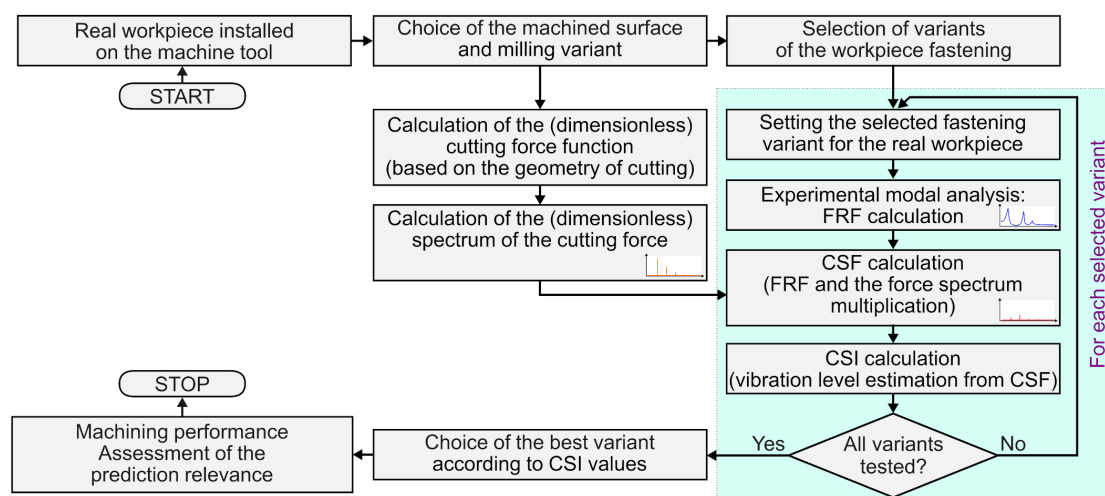 Real workpiece installed
on the machine tool
START
Choice of the machined surface
and milling variant
Selection of variants
of the workpiece fastening
Calculation of the (dimensionless)
cutting force function
(based on the geometry of cutting)
Calculation of the (dimensionless)
spectrum of the cutting force
Setting the selected fastening
variant for the real workpiece
Experimental modal analysis:
FRF calculation
CSF calculation
(FRF and the force spectrum
multiplication)
CSI calculation
(vibration level estimation from CSF)
For each selected variant
All variants
tested?
Yes
No
Choice of the best variant
according to CSI values
Machining performance
Assessment of the
prediction relevance
STOP